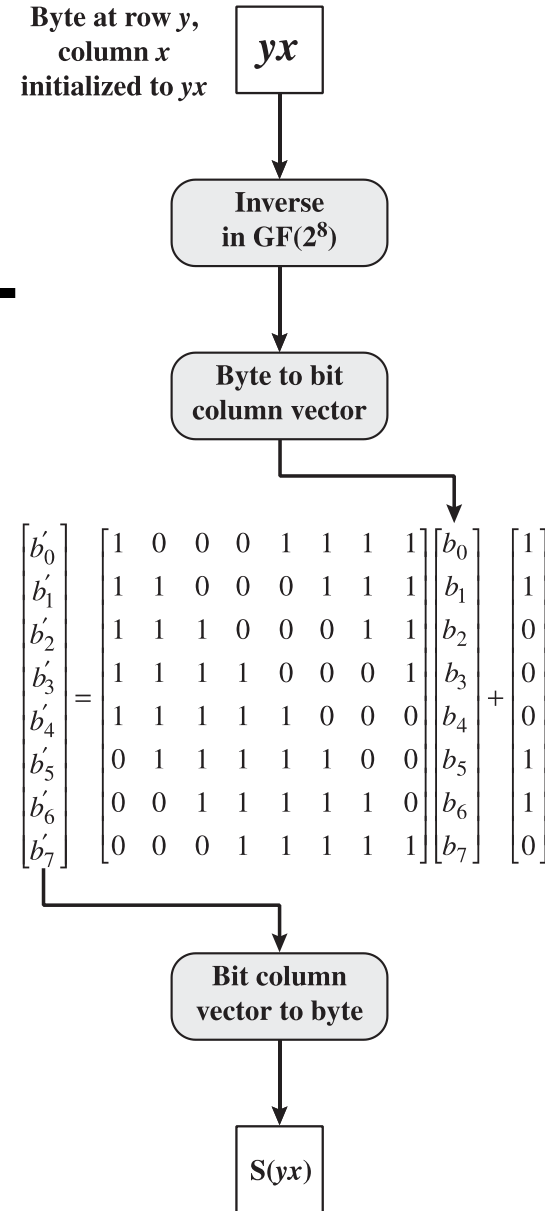 Byte at row y,
column x
initialized to yx
yx
Inverse
in GF(2⁸)
Byte to bit
column vector
b′₀ 1 0 0 0 1 1 1 1 b₀ 1
b′₁ 1 1 0 0 0 1 1 1 b₁ 1
b′₂ 1 1 1 0 0 0 1 1 b₂ 0
b′₃ 1 1 1 1 0 0 0 1 b₃ 0
= +
b′₄ 1 1 1 1 1 0 0 0 b₄ 0
b′₅ 0 1 1 1 1 1 0 0 b₅ 1
b′₆ 0 0 1 1 1 1 1 0 b₆ 1
b′₇ 0 0 0 1 1 1 1 1 b₇ 0
Bit column
vector to byte
S(yx)